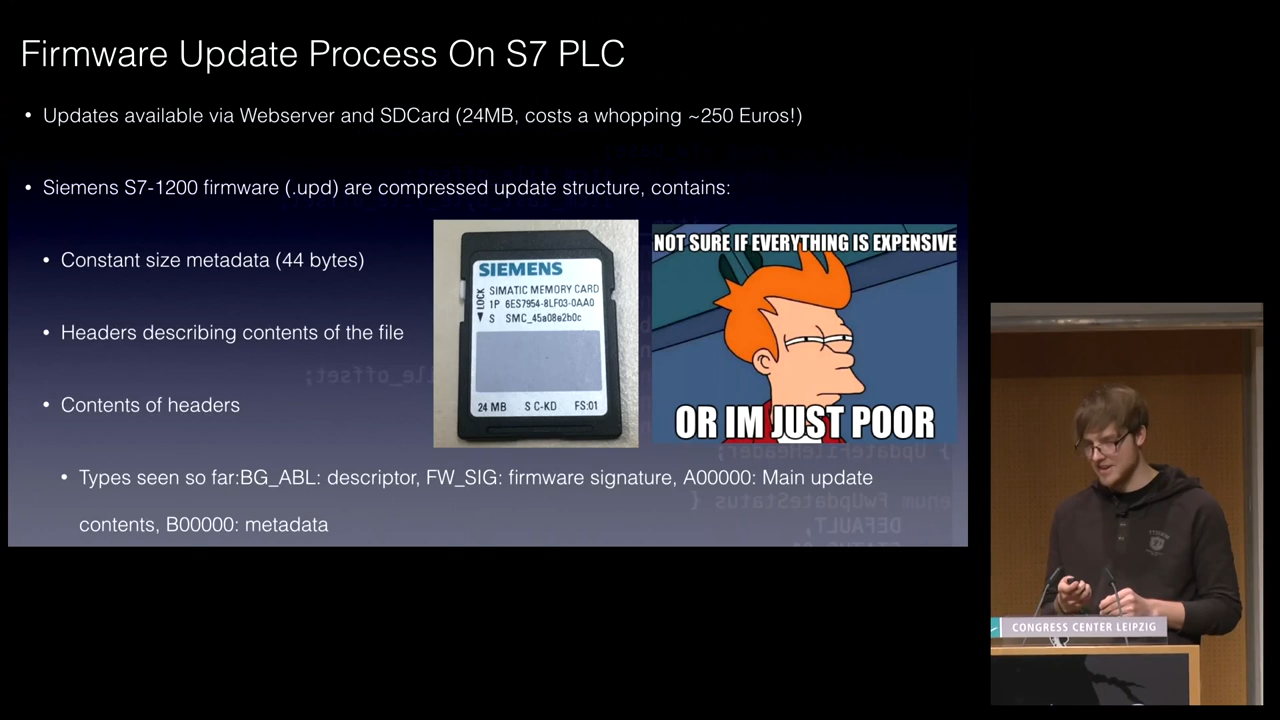 Firmware Update Process On S7 PLC
• Updates available via Webserver and SDCard (24MB, costs a whopping ~250 Euros!)
• Siemens S7-1200 firmware (.upd) are compressed update structure, contains:
• Constant size metadata (44 bytes)
• Headers describing contents of the file
• Contents of headers
• Types seen so far:BG_ABL: descriptor, FW_SIG: firmware signature, A00000: Main update
contents, B00000: metadata
SIEMENS
LOCK
SIMATIC MEMORY CARD
1P 6ES7954-8LF03-0AA0
S SMC_45a08e2b0c
24 MB S C-KD FS:01
NOT SURE IF EVERYTHING IS EXPENSIVE
OR IM JUST POOR
} UpdateFileHeader;
enum FwUpdateStatus {
DEFAULT,
CONGRESS CENTER LEIPZIG